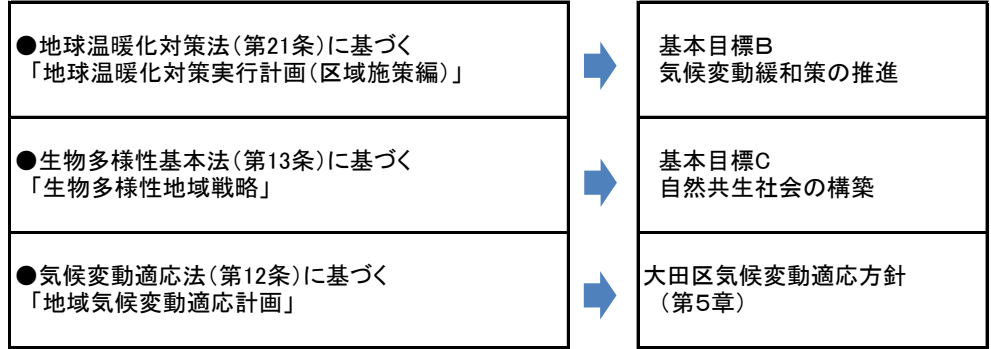 ●地球温暖化対策法（第21条）に基づく
「地球温暖化対策実行計画（区域施策編）」
基本目標Ｂ
気候変動緩和策の推進
●生物多様性基本法（第13条）に基づく
「生物多様性地域戦略」
基本目標C
自然共生社会の構築
●気候変動適応法（第12条）に基づく
「地域気候変動適応計画」
大田区気候変動適応方針
（第５章）